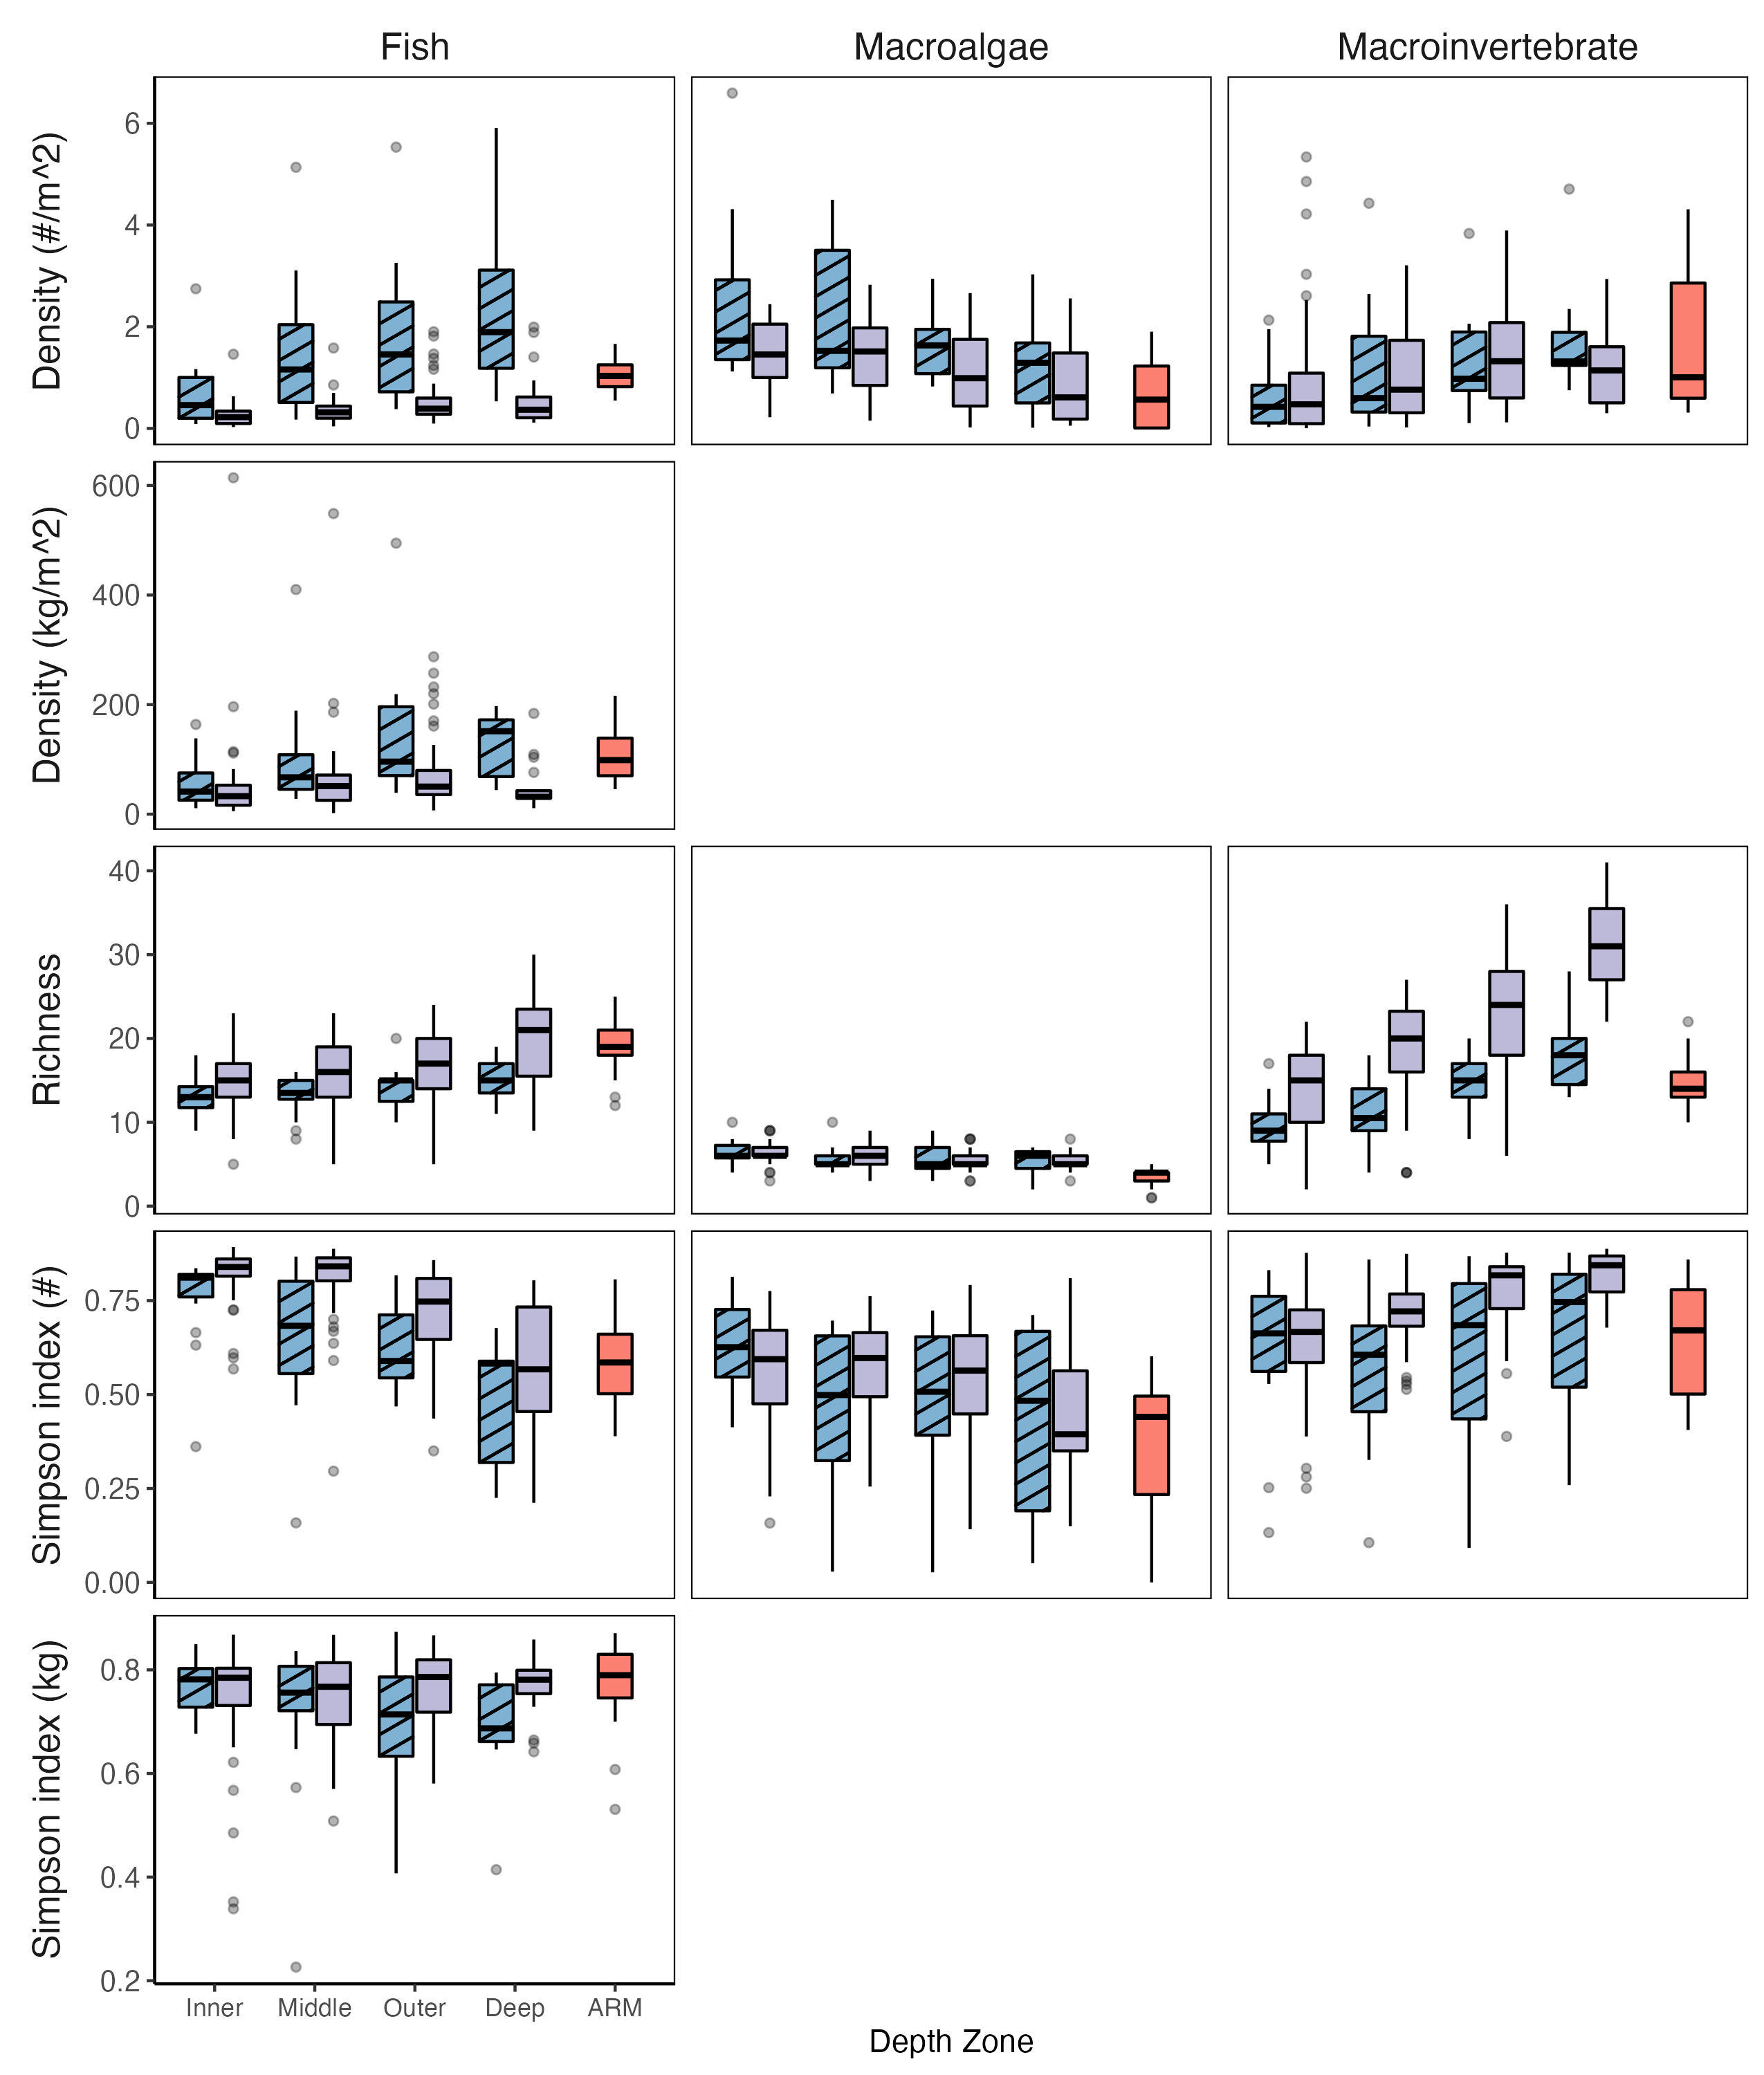 Fish Macroalgae Macroinvertebrate
Density (#/m^2)
6
4
2
0
Density (kg/m^2)
600
400
200
0
Richness
40
30
20
10
0
Simpson index (#)
0.75
0.50
0.25
0.00
Simpson index (kg)
0.8
0.6
0.4
0.2
Inner Middle Outer Deep ARM
Depth Zone